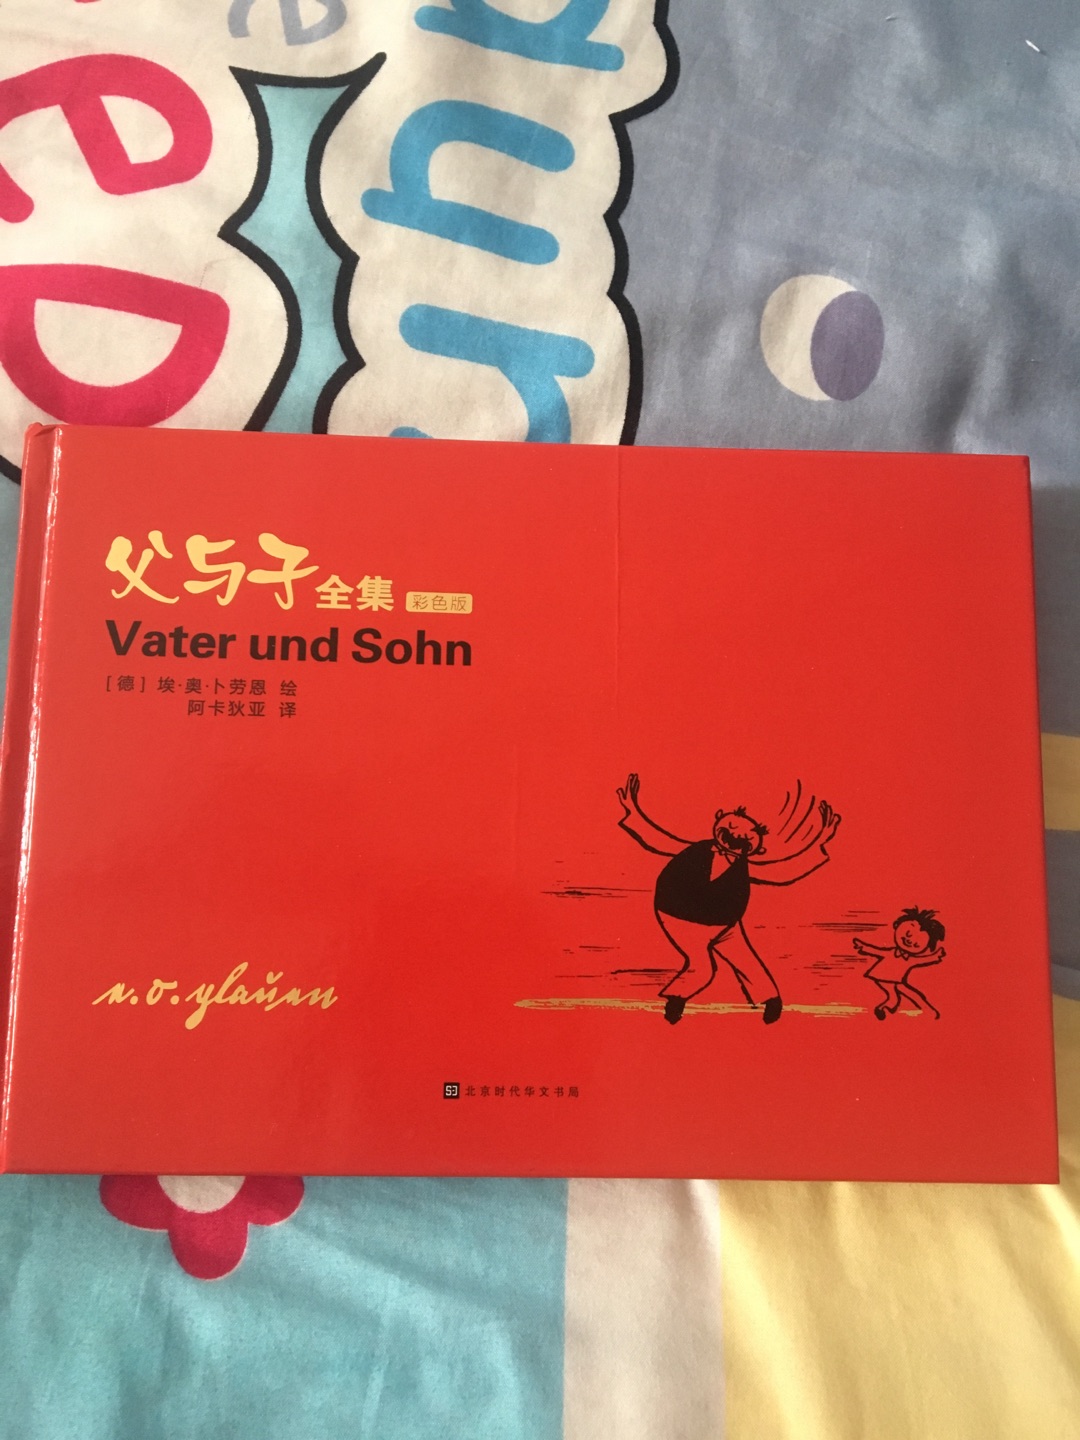 父与子全集 彩色版
Vater und Sohn
[德] 埃·奥·卜劳恩 绘
阿卡狄亚 译
e.o.plauen
北京时代华文书局